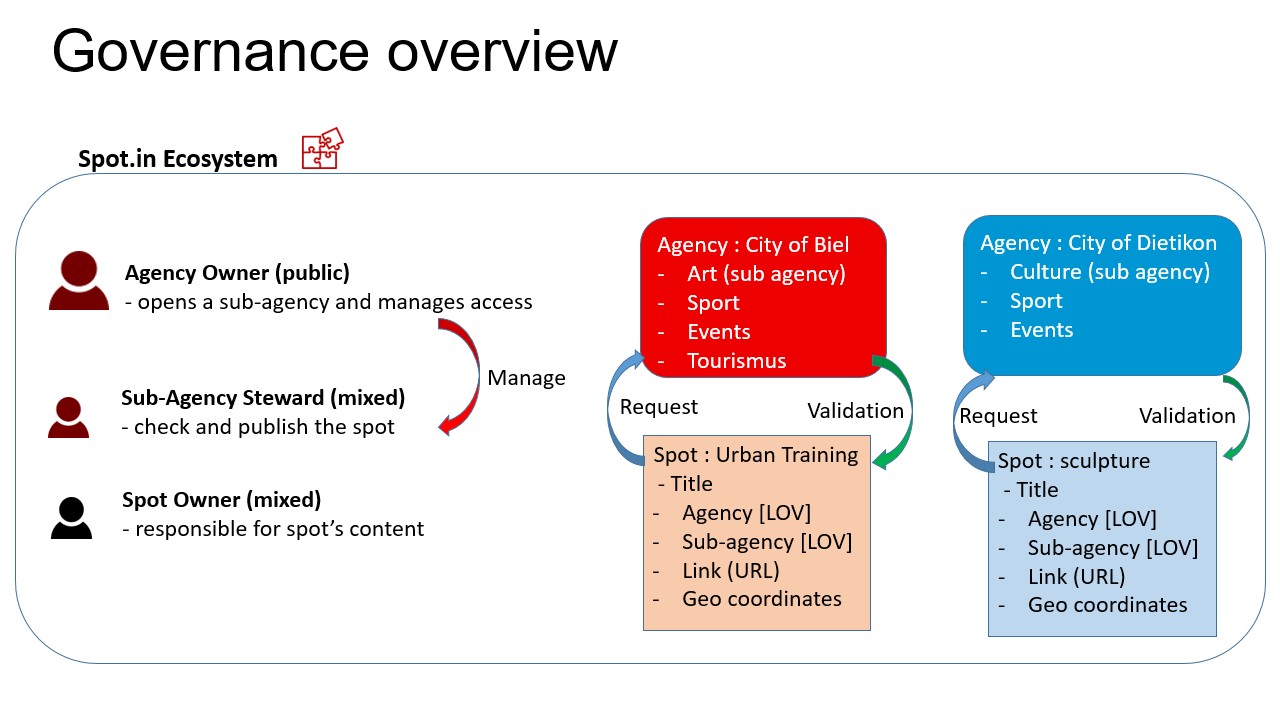 Governance overview
Spot.in Ecosystem
Agency Owner (public)
- opens a sub-agency and manages access
Manage
Sub-Agency Steward (mixed)
- check and publish the spot
Spot Owner (mixed)
- responsible for spot’s content
Agency : City of Biel
- Art (sub agency)
- Sport
- Events
- Tourismus
Request
Validation
Spot : Urban Training
- Title
- Agency [LOV]
- Sub-agency [LOV]
- Link (URL)
- Geo coordinates
Agency : City of Dietikon
- Culture (sub agency)
- Sport
- Events
Request
Validation
Spot : sculpture
- Title
- Agency [LOV]
- Sub-agency [LOV]
- Link (URL)
- Geo coordinates